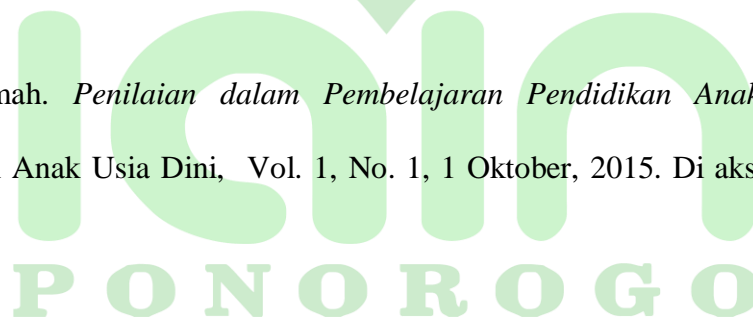 mah. Penilaian dalam Pembelajaran Pendidikan Anak
Anak Usia Dini, Vol. 1, No. 1, 1 Oktober, 2015. Di aks
iain
PONOROGO